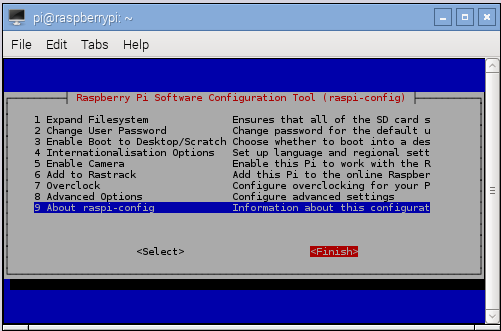 pi@raspberrypi: ~
File Edit Tabs Help
Raspberry Pi Software Configuration Tool (raspi-config)
1 Expand Filesystem Ensures that all of the SD card s
2 Change User Password Change password for the default u
3 Enable Boot to Desktop/Scratch Choose whether to boot into a des
4 Internationalisation Options Set up language and regional sett
5 Enable Camera Enable this Pi to work with the R
6 Add to Rastrack Add this Pi to the online Raspber
7 Overclock Configure overclocking for your P
8 Advanced Options Configure advanced settings
9 About raspi-config Information about this configurat
<Select> <Finish>